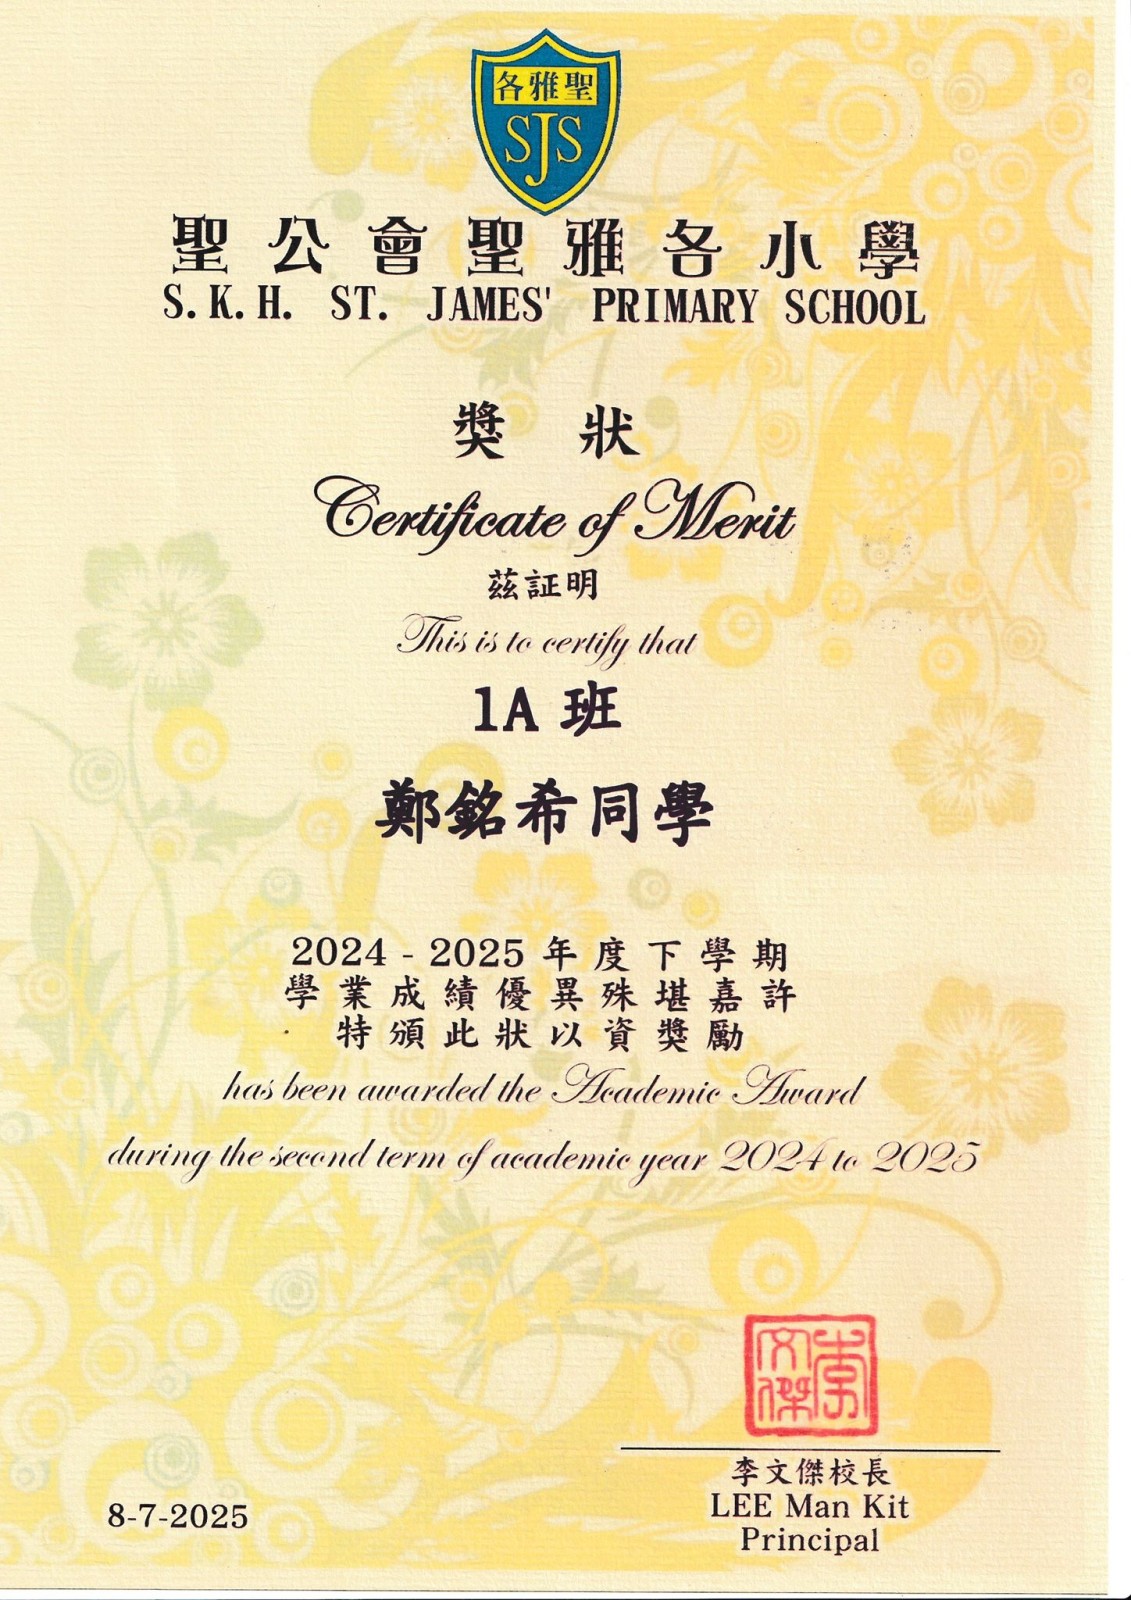 各雅聖
SJS
聖公會聖雅各小學
S.K.H. ST. JAMES' PRIMARY SCHOOL
獎狀
Certificate of Merit
茲証明
This is to certify that
1A 班
鄭銘希同學
2024 - 2025 年度下學期
學業成績優異殊堪嘉許
特頒此狀以資獎勵
has been awarded the Academic Award
during the second term of academic year 2024 to 2025
李文傑
李文傑校長
LEE Man Kit
Principal
8-7-2025